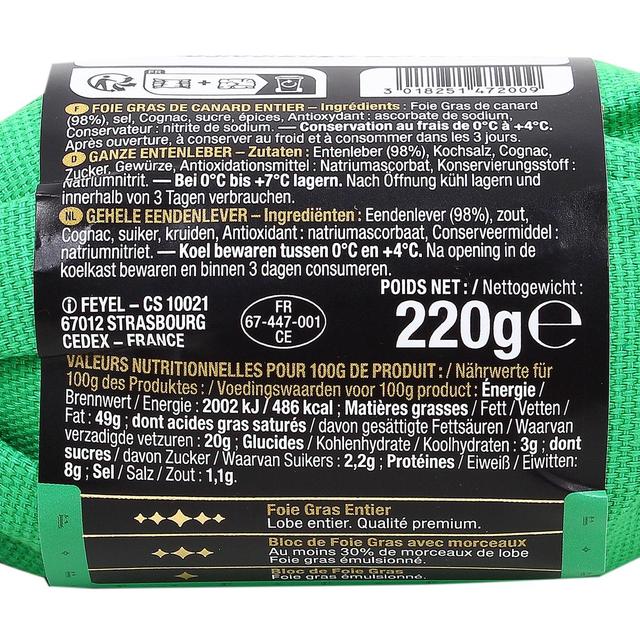 FR
+
3 018251 472009
F FOIE GRAS DE CANARD ENTIER – Ingrédients : Foie Gras de canard
(98%), sel, Cognac, sucre, épices, Antioxydant : ascorbate de sodium,
Conservateur : nitrite de sodium. – Conservation au frais de 0°C à +4°C.
Après ouverture, à conserver au froid et à consommer dans les 3 jours.
D GANZE ENTENLEBER – Zutaten : Entenleber (98%), Kochsalz, Cognac,
Zucker, Gewürze, Antioxidationsmittel : Natriumascorbat, Konservierungsstoff :
Natriumnitrit. – Bei 0°C bis +7°C lagern. Nach Öffnung kühl lagern und
innerhalb von 3 Tagen verbrauchen.
NL GEHELE EENDENLEVER – Ingrediënten : Eendenlever (98%), zout,
Cognac, suiker, kruiden, Antioxidant : natriumascorbaat, Conserveermiddel :
natriumnitriet. – Koel bewaren tussen 0°C en +4°C. Na opening in de
koelkast bewaren en binnen 3 dagen consumeren.
POIDS NET : / Nettogewicht :
220g e
FEYEL – CS 10021
67012 STRASBOURG
CEDEX – FRANCE
FR
67-447-001
CE
VALEURS NUTRITIONNELLES POUR 100G DE PRODUIT : / Nährwerte für
100g des Produktes : / Voedingswaarden voor 100g product : Énergie /
Brennwert / Energie : 2002 kJ / 486 kcal ; Matières grasses / Fett / Vetten /
Fat : 49g ; dont acides gras saturés / davon gesättigte Fettsäuren / Waarvan
verzadigde vetzuren : 20g ; Glucides / Kohlenhydrate / Koolhydraten : 3g ; dont
sucres / davon Zucker / Waarvan Suikers : 2,2g ; Protéines / Eiweiß / Eiwitten:
8g ; Sel / Salz / Zout : 1,1g.
Foie Gras Entier
Lobe entier. Qualité premium.
Bloc de Foie Gras avec morceaux
Au moins 30% de morceaux de lobe
Foie gras émulsionné.
Bloc de Foie Gras
Foie gras émulsionné.